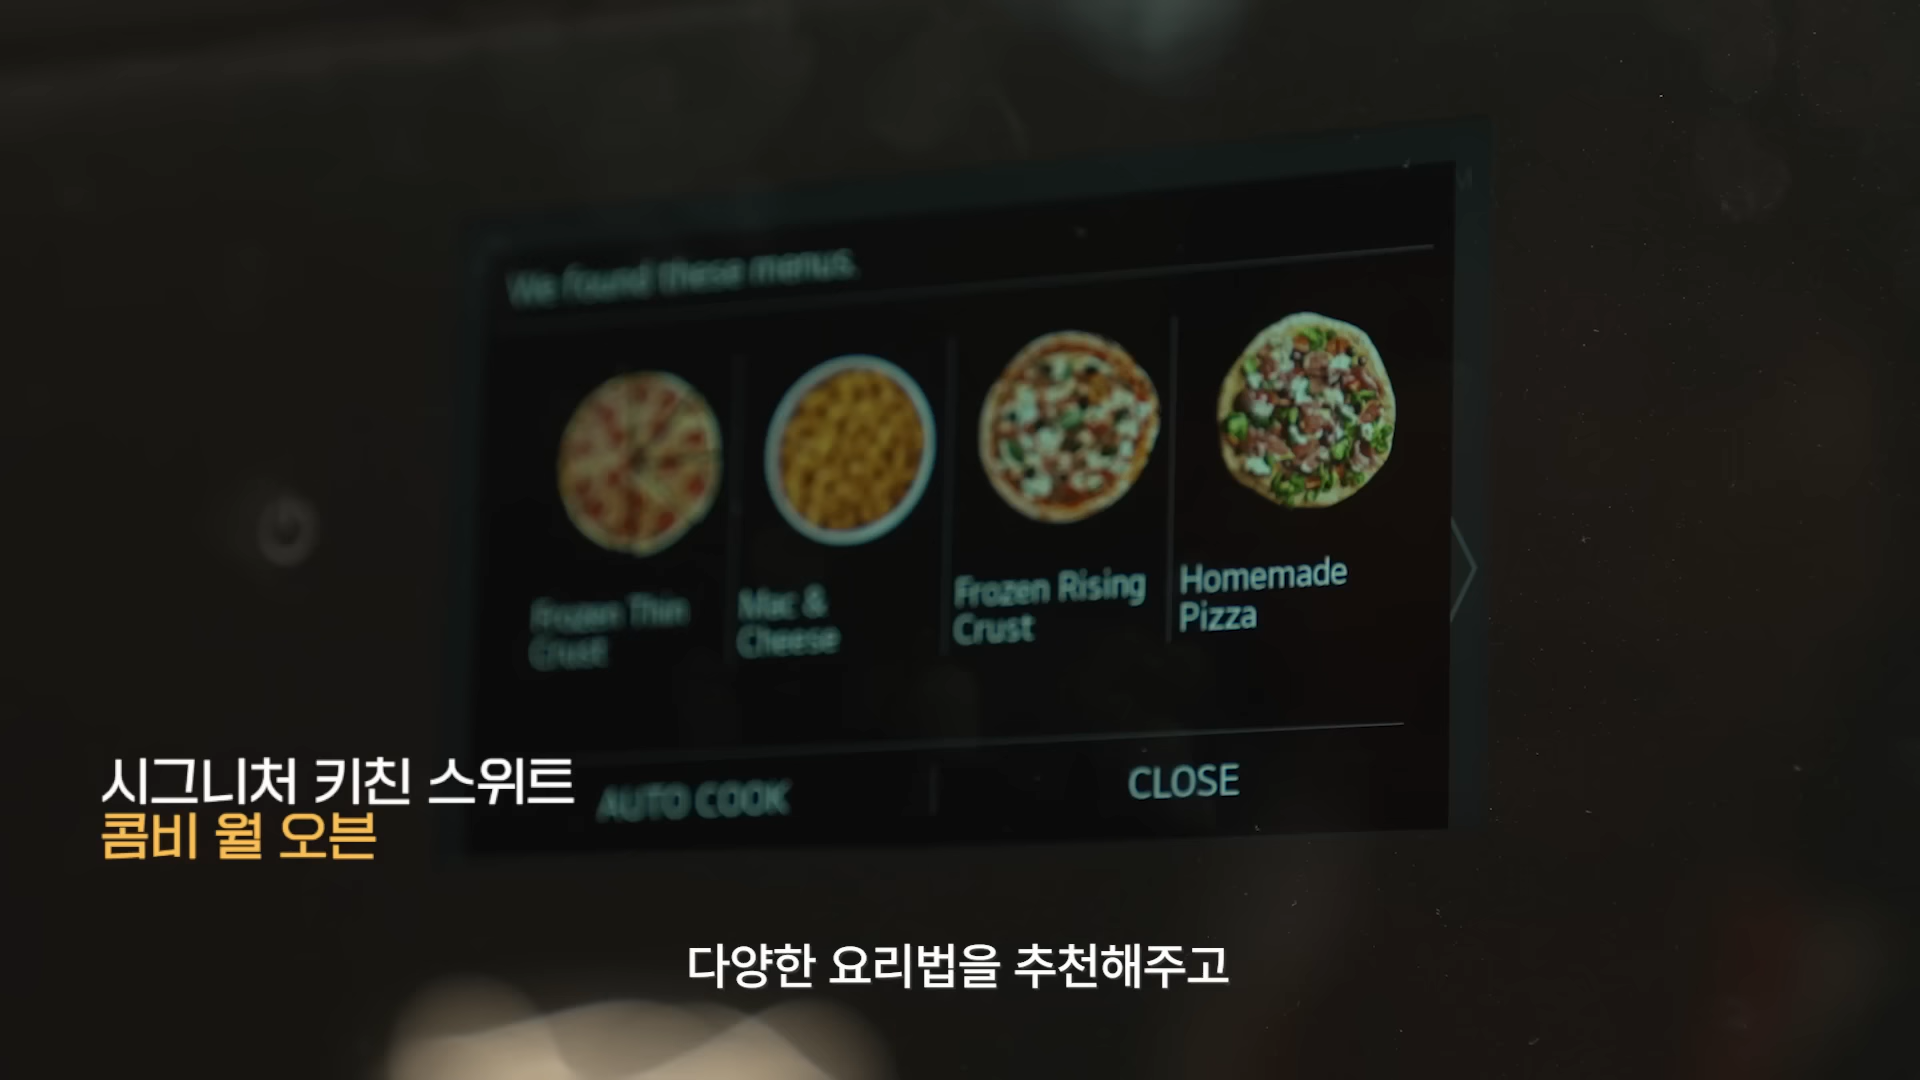 We found these menus.
Frozen Thin
Crust
Mac &
Cheese
Frozen Rising
Crust
Homemade
Pizza
AUTO COOK
CLOSE
시그니처 키친 스위트
콤비 월 오븐
다양한 요리법을 추천해주고